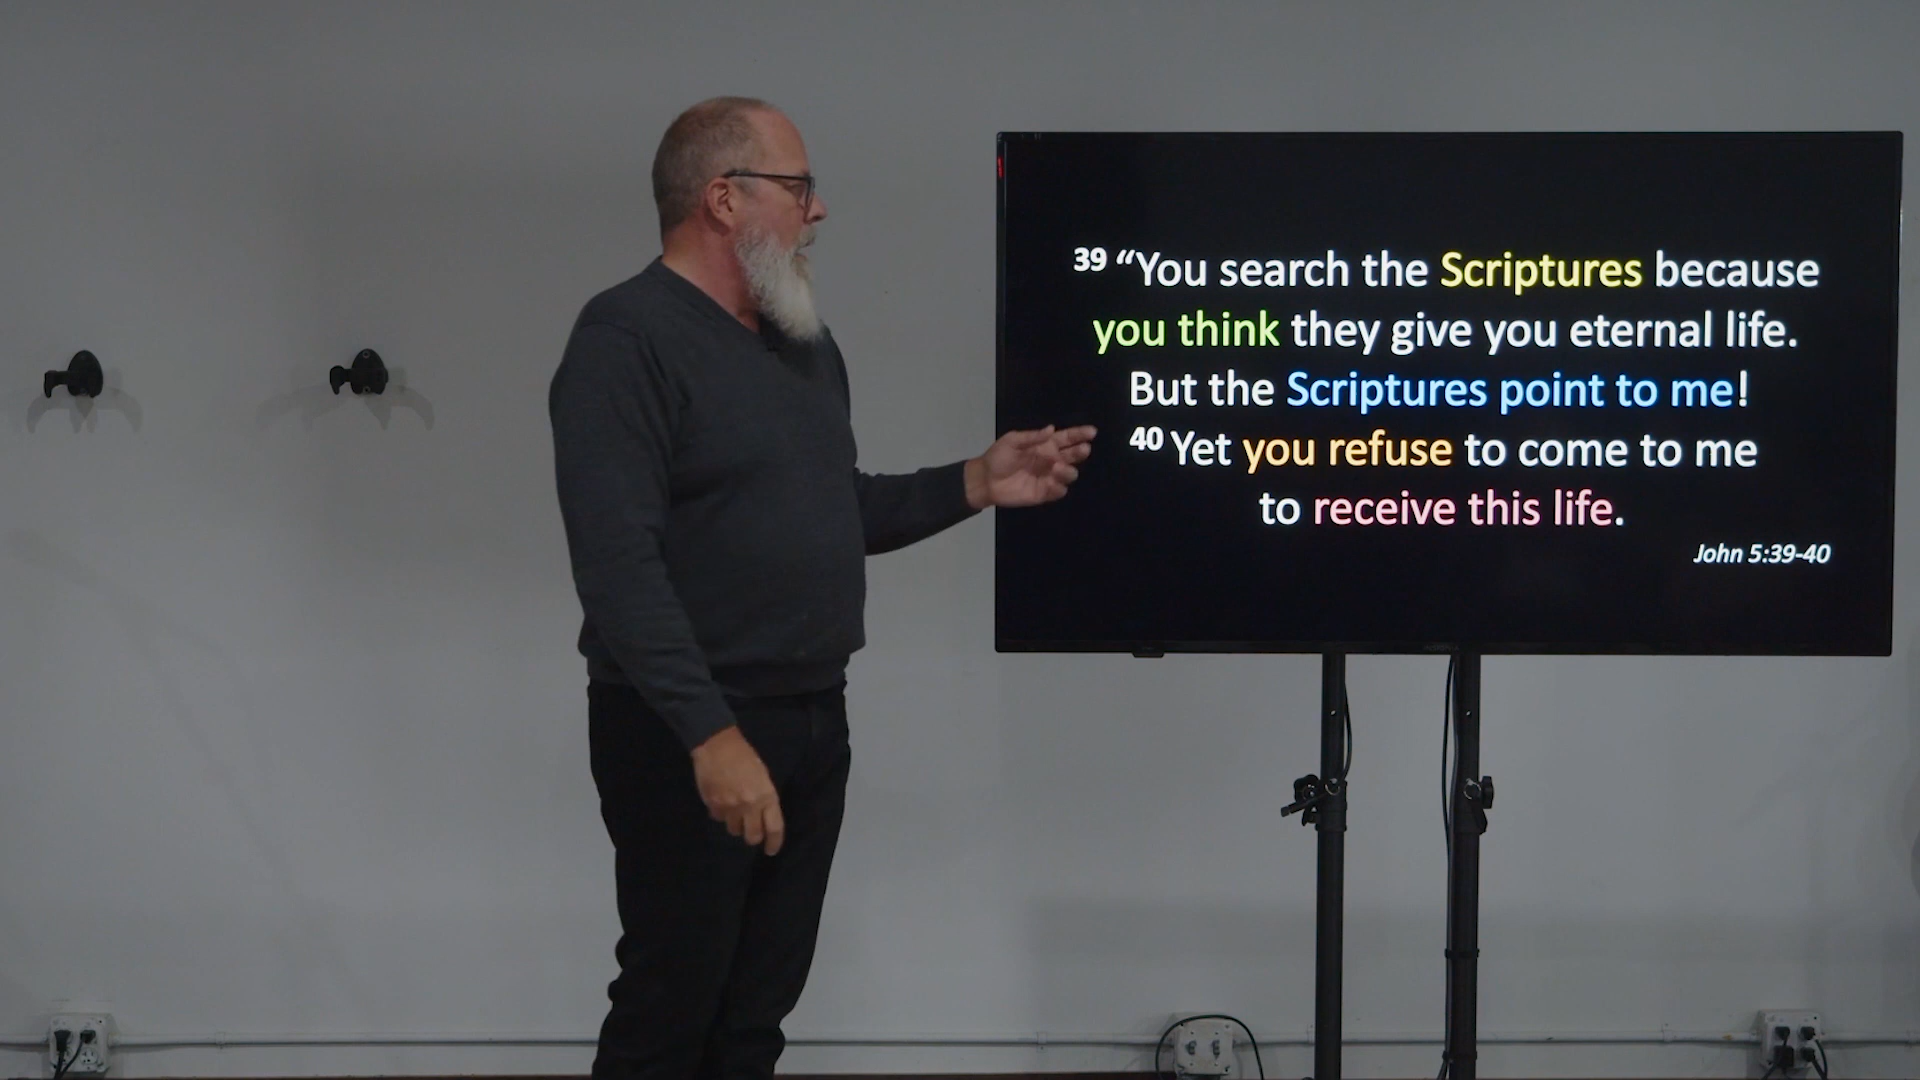 39 “You search the Scriptures because
you think they give you eternal life.
But the Scriptures point to me!
40 Yet you refuse to come to me
to receive this life.
John 5:39-40